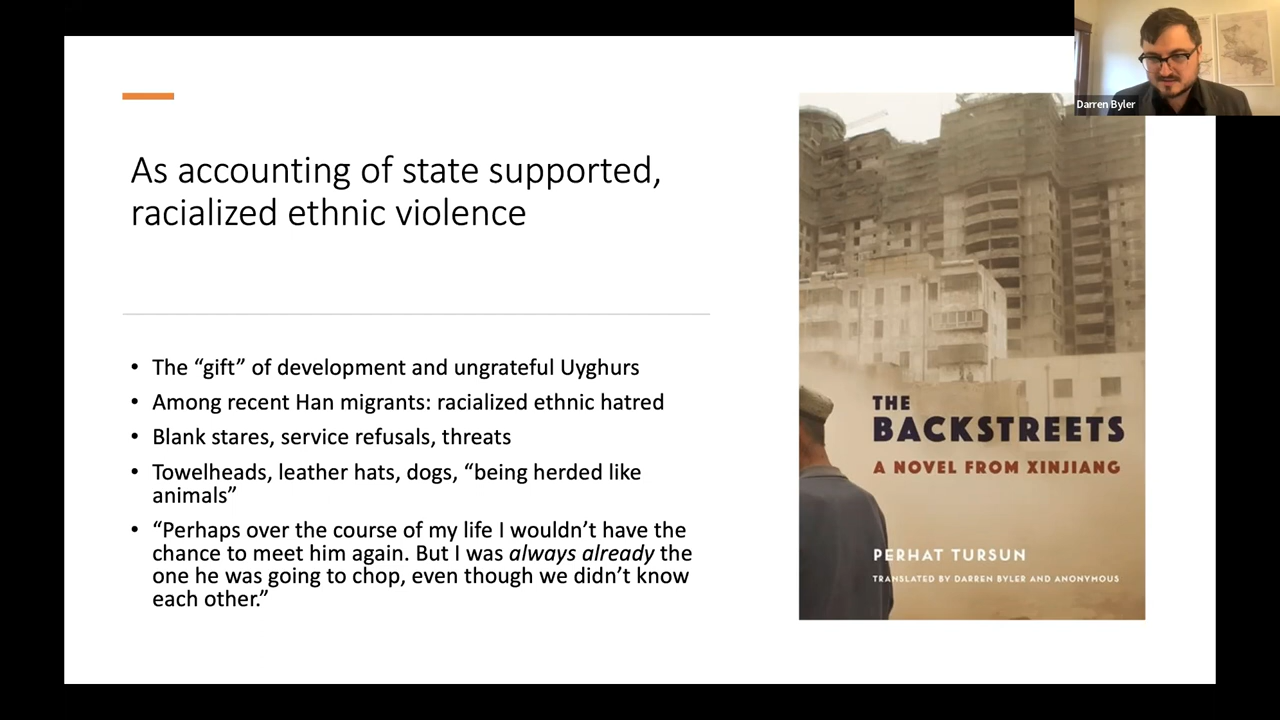 Darren Byler
As accounting of state supported,
racialized ethnic violence
• The “gift” of development and ungrateful Uyghurs
• Among recent Han migrants: racialized ethnic hatred
• Blank stares, service refusals, threats
• Towelheads, leather hats, dogs, “being herded like
animals”
• “Perhaps over the course of my life I wouldn’t have the
chance to meet him again. But I was always already the
one he was going to chop, even though we didn’t know
each other.”
THE
BACKSTREETS
A NOVEL FROM XINJIANG
PERHAT TURSUN
TRANSLATED BY DARREN BYLER AND ANONYMOUS